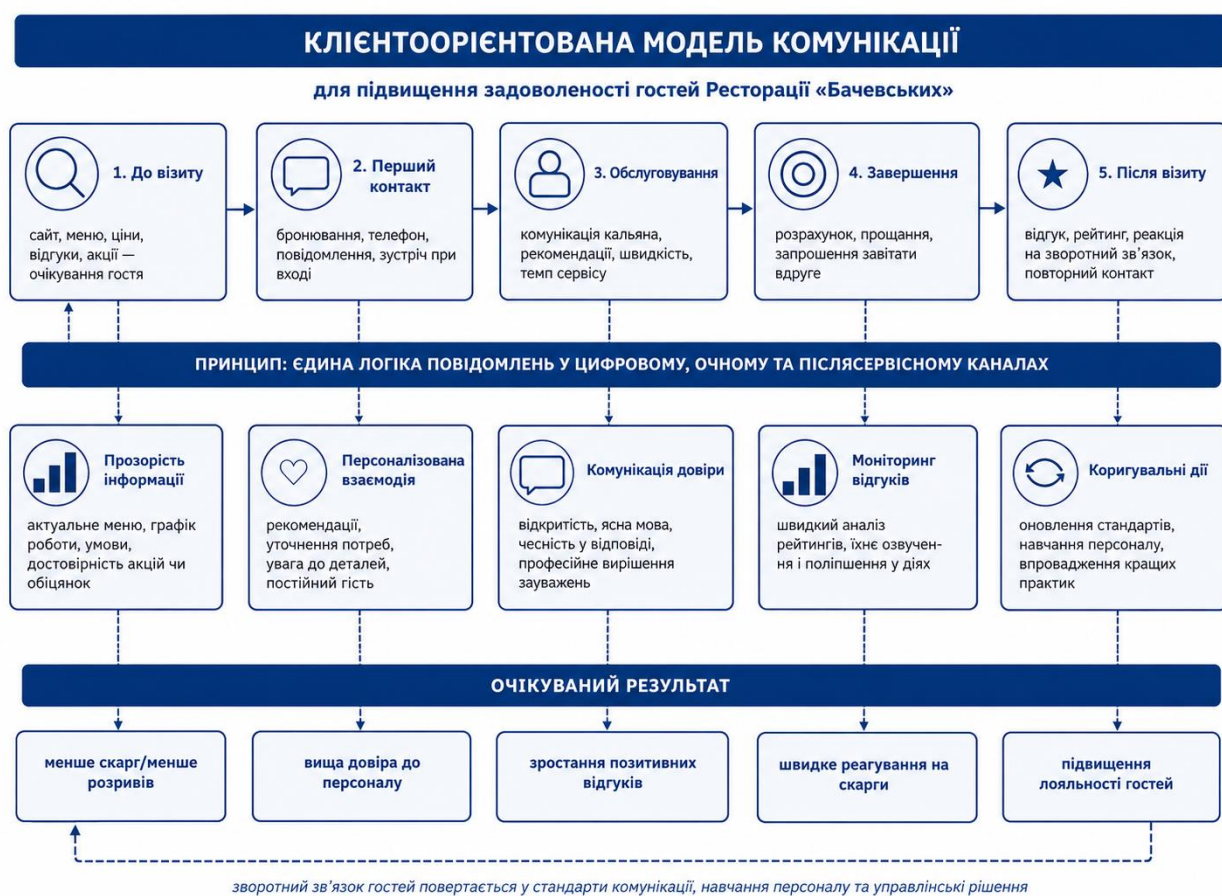 КЛІЄНТООРІЄНТОВАНА МОДЕЛЬ КОМУНІКАЦІЇ
для підвищення задоволеності гостей Ресторації «Бачевських»
1. До візиту
сайт, меню, ціни,
відгуки, акції —
очікування гостя
2. Перший
контакт
бронювання, телефон,
повідомлення, зустріч при
вході
3. Обслуговування
комунікація кальяна,
рекомендації, швидкість,
темп сервісу
4. Завершення
розрахунок, прощання,
запрошення завітати
вдруге
5. Після візиту
відгук, рейтинг, реакція
на зворотний зв’язок,
повторний контакт
ПРИНЦИП: ЄДИНА ЛОГІКА ПОВІДОМЛЕНЬ У ЦИФРОВОМУ, ОЧНОМУ ТА ПІСЛЯСЕРВІСНОМУ КАНАЛАХ
Прозорість
інформації
актуальне меню, графік
роботи, умови,
достовірність акцій чи
обіцянок
Персоналізована
взаємодія
рекомендації,
уточнення потреб,
увага до деталей,
постійний гість
Комунікація довіри
відкритість, ясна мова,
чесність у відповіді,
професійне вирішення
зауважень
Моніторинг
відгуків
швидкий аналіз
рейтингів, їхнє озвучен-
ня і поліпшення у діях
Коригувальні дії
оновлення стандартів,
навчання персоналу,
впровадження кращих
практик
ОЧІКУВАНИЙ РЕЗУЛЬТАТ
менше скарг/менше
розривів
вища довіра до
персоналу
зростання позитивних
відгуків
швидке реагування на
скарги
підвищення
лояльності гостей
зворотний зв’язок гостей повертається у стандарти комунікації, навчання персоналу та управлінські рішення